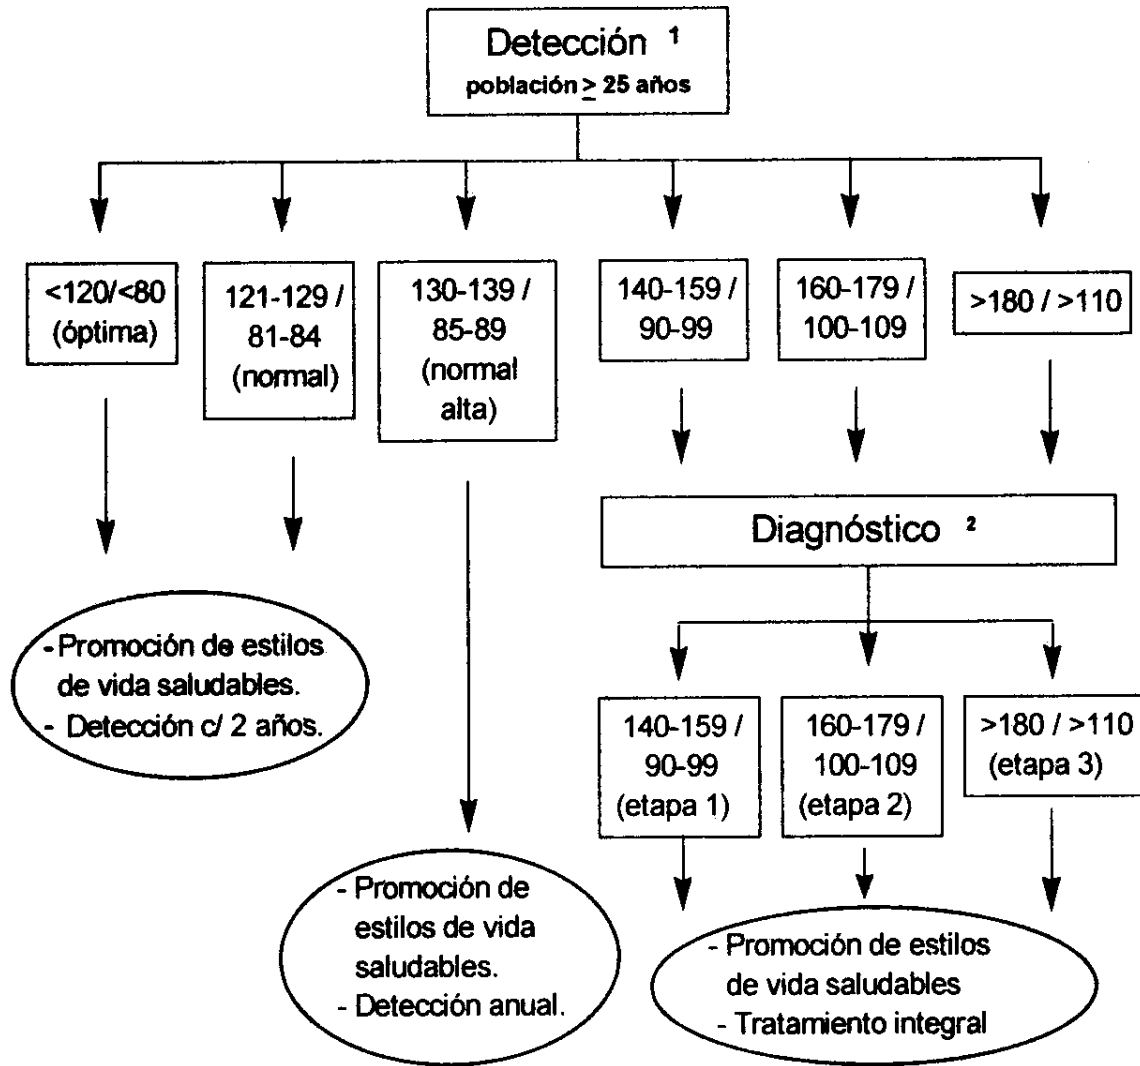 Detección 1
población ≥ 25 años
<120/<80
(óptima)
121-129 /
81-84
(normal)
130-139 /
85-89
(normal
alta)
140-159 /
90-99
160-179 /
100-109
>180 / >110
Diagnóstico 2
- Promoción de estilos
de vida saludables.
- Detección c/ 2 años.
140-159 /
90-99
(etapa 1)
160-179 /
100-109
(etapa 2)
>180 / >110
(etapa 3)
- Promoción de
estilos de vida
saludables.
- Detección anual.
- Promoción de estilos
de vida saludables
- Tratamiento integral